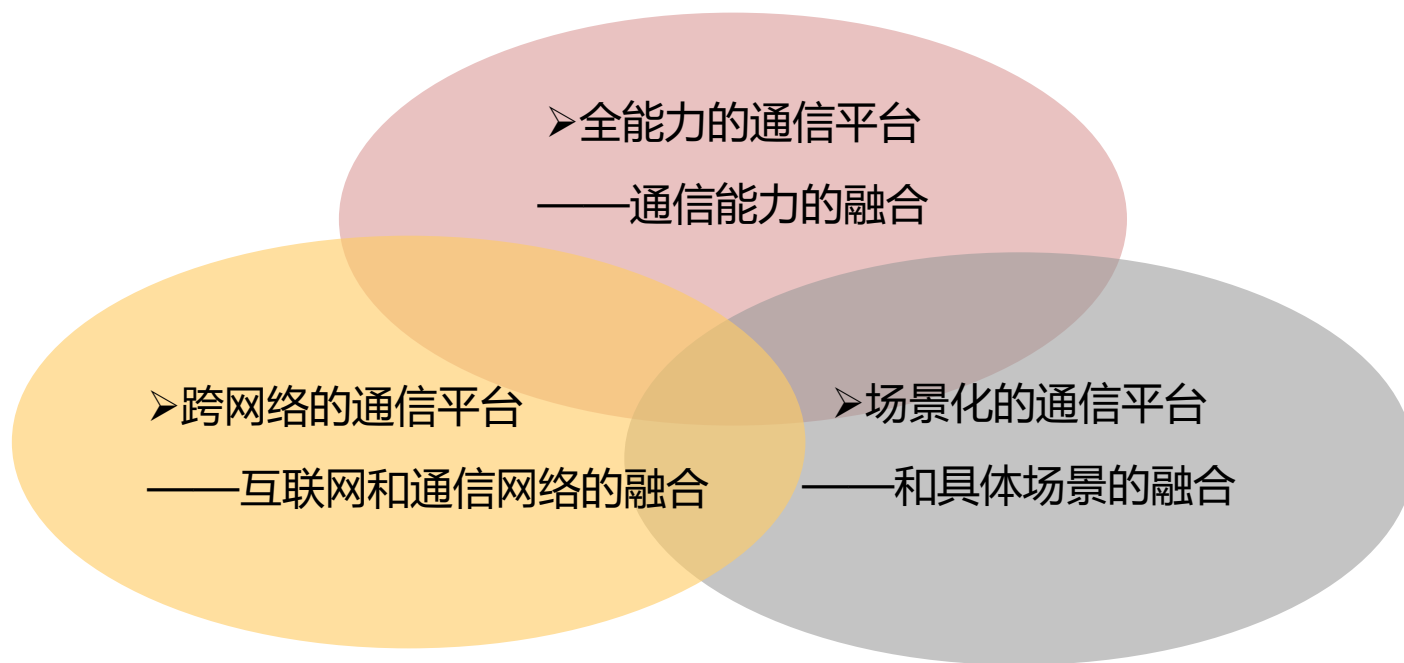 ➢全能力的通信平台
——通信能力的融合
➢跨网络的通信平台
——互联网和通信网络的融合
➢场景化的通信平台
——和具体场景的融合